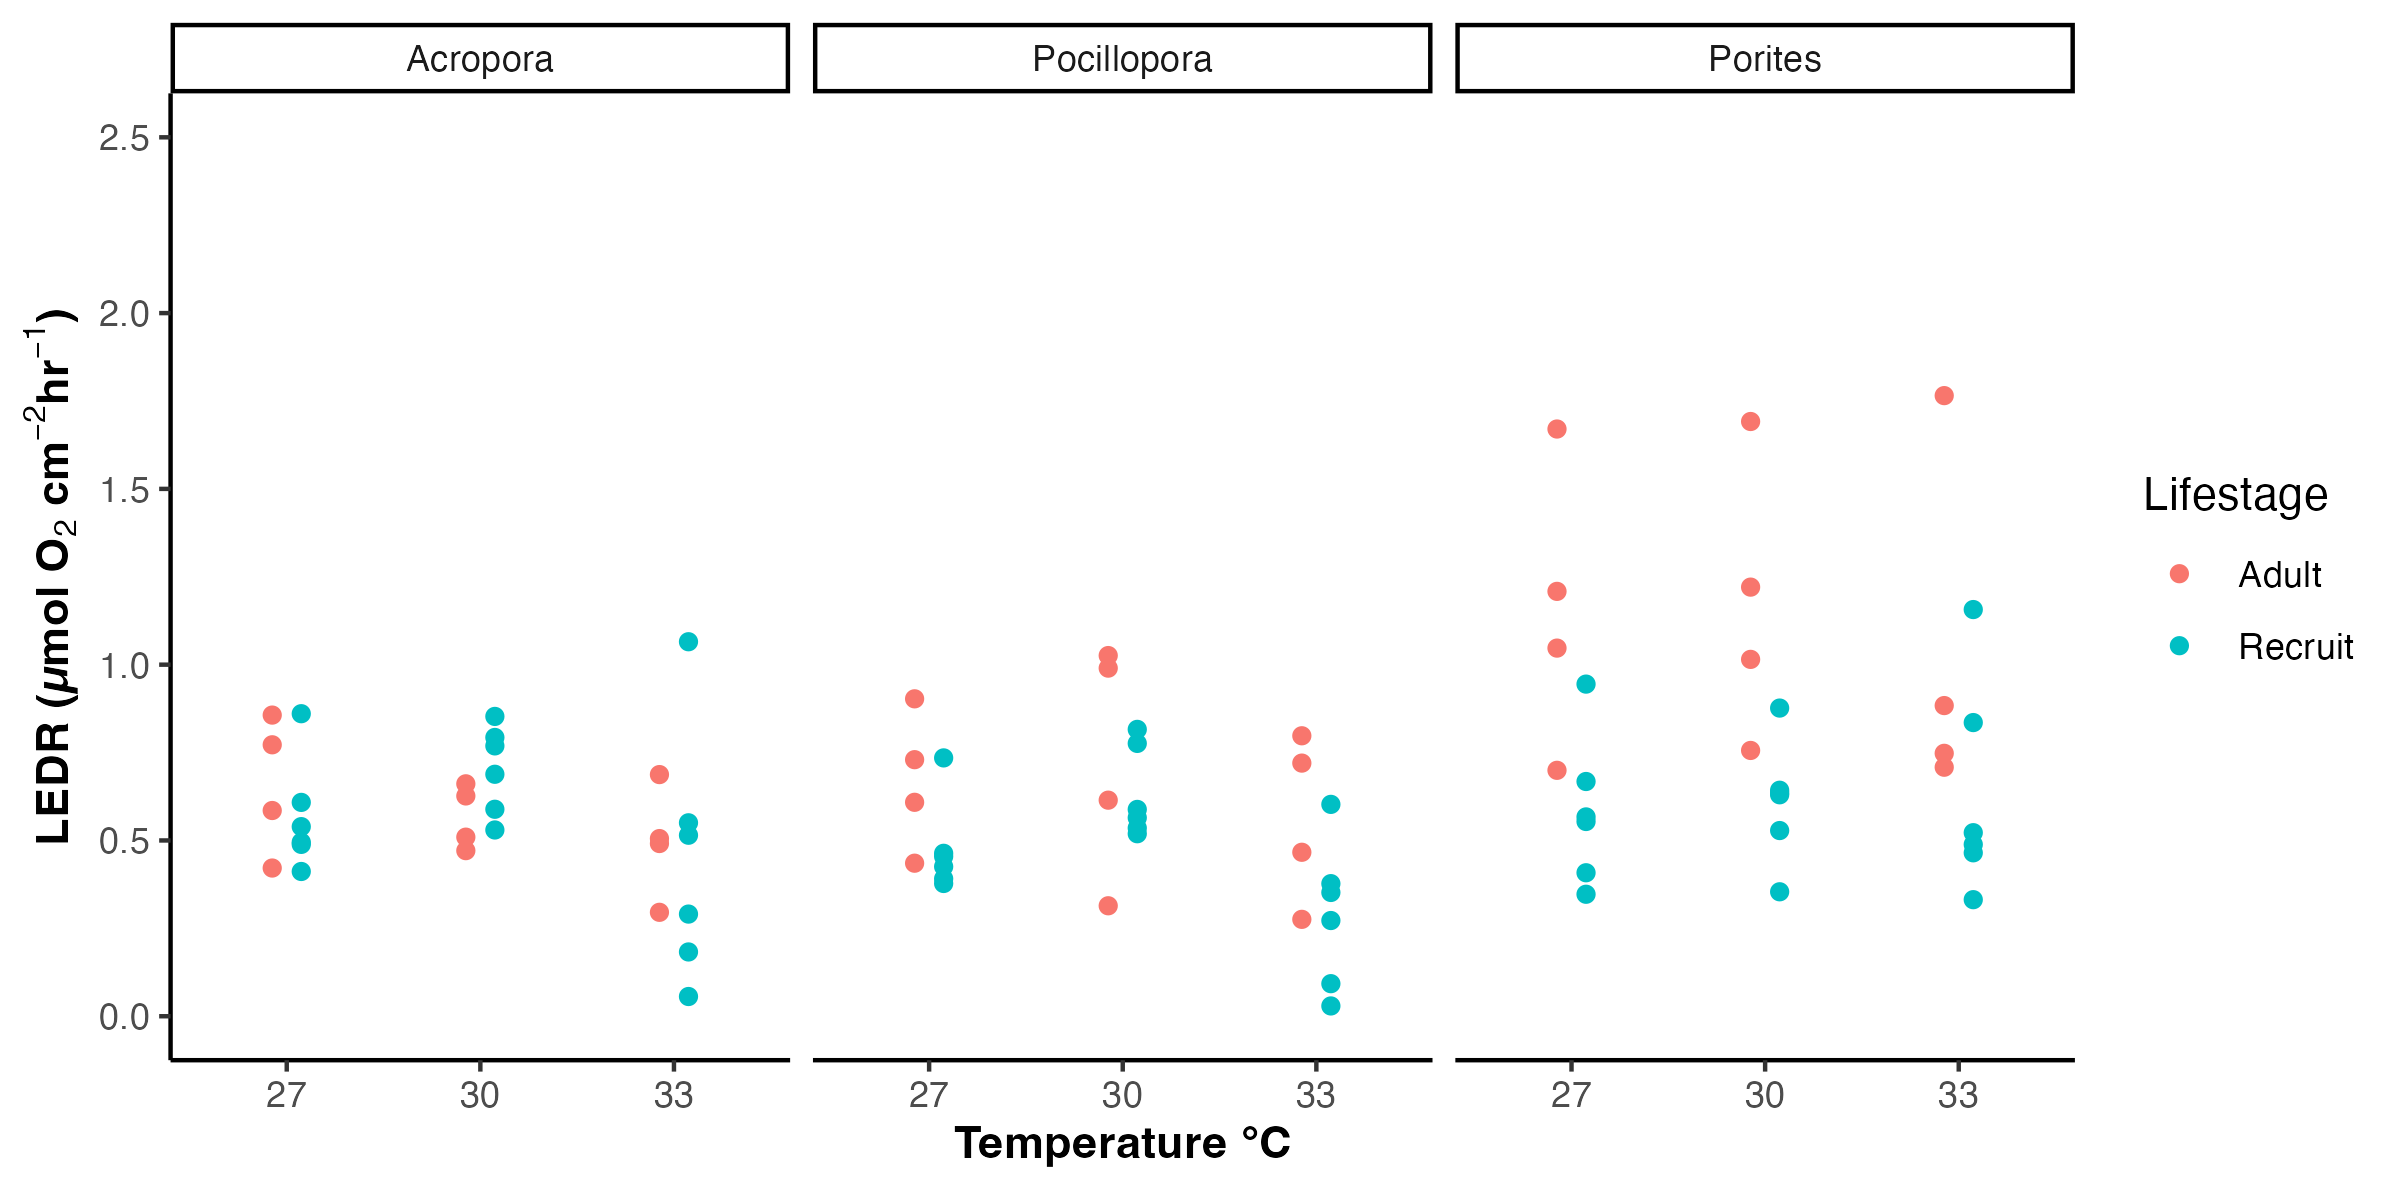 Acropora
Pocillopora
Porites
2.5
2.0
1.5
1.0
0.5
0.0
LEDR (μmol O₂ cm⁻²hr⁻¹)
27 30 33
27 30 33
27 30 33
Temperature °C
Lifestage
Adult
Recruit